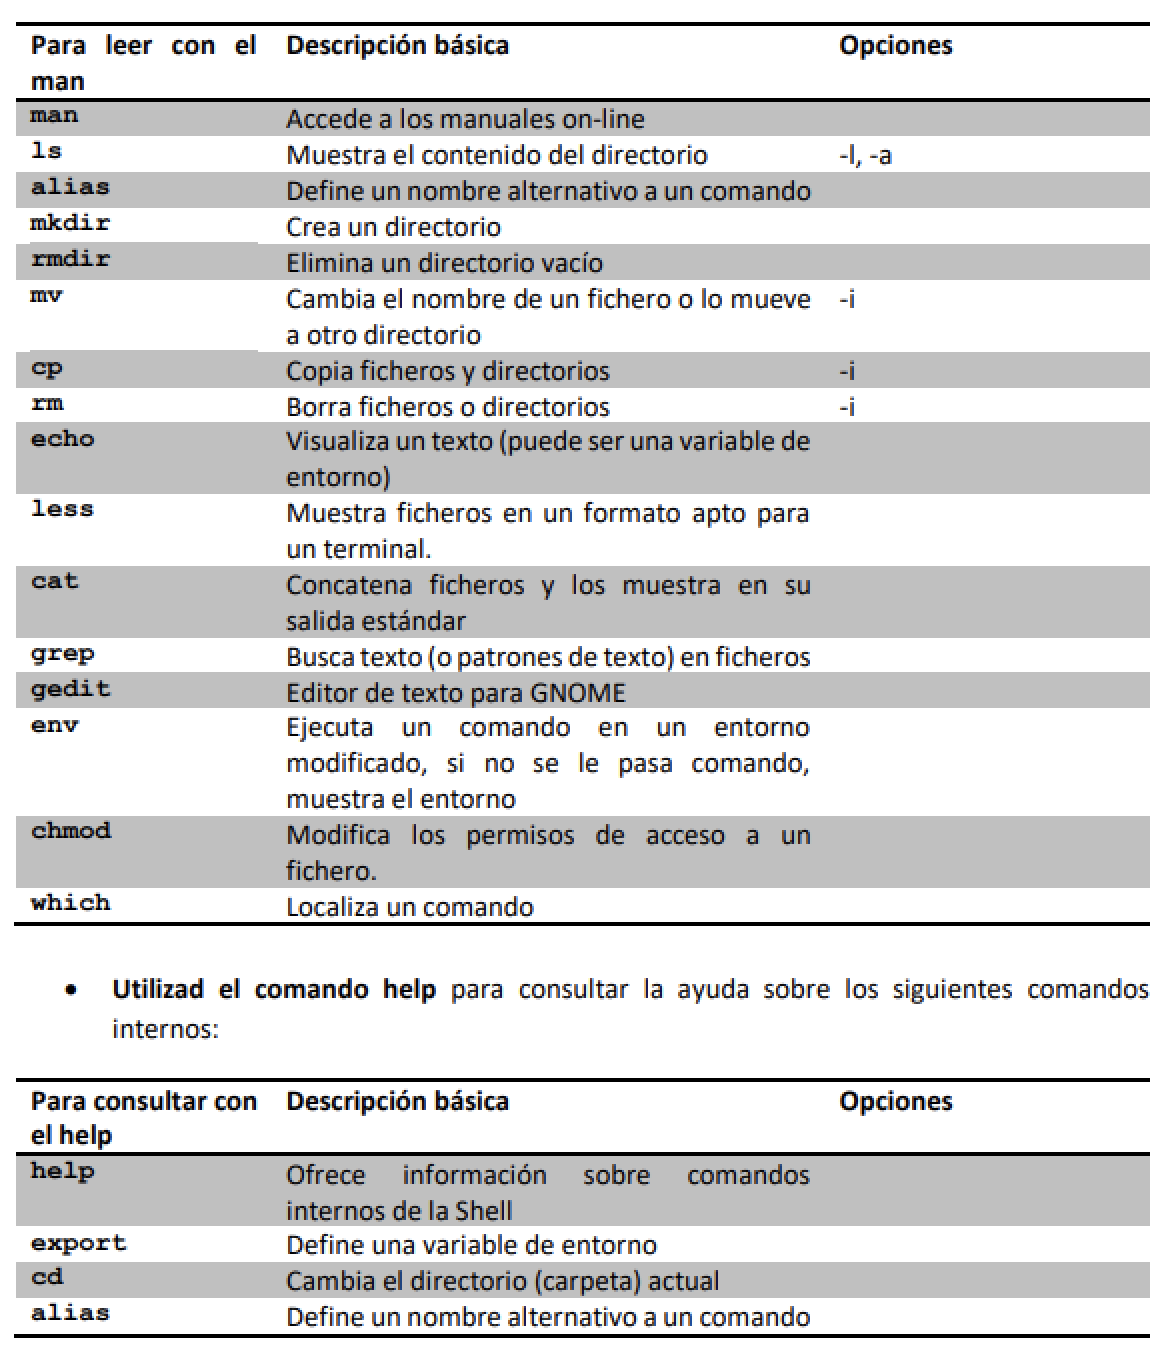 Para leer con el Descripción básica Opciones
man
man Accede a los manuales on-line
ls Muestra el contenido del directorio -l, -a
alias Define un nombre alternativo a un comando
mkdir Crea un directorio
rmdir Elimina un directorio vacío
mv Cambia el nombre de un fichero o lo mueve -i
a otro directorio
cp Copia ficheros y directorios -i
rm Borra ficheros o directorios -i
echo Visualiza un texto (puede ser una variable de
entorno)
less Muestra ficheros en un formato apto para
un terminal.
cat Concatena ficheros y los muestra en su
salida estándar
grep Busca texto (o patrones de texto) en ficheros
gedit Editor de texto para GNOME
env Ejecuta un comando en un entorno
modificado, si no se le pasa comando,
muestra el entorno
chmod Modifica los permisos de acceso a un
fichero.
which Localiza un comando
• Utilizad el comando help para consultar la ayuda sobre los siguientes comandos
internos:
Para consultar con Descripción básica Opciones
el help
help Ofrece información sobre comandos
internos de la Shell
export Define una variable de entorno
cd Cambia el directorio (carpeta) actual
alias Define un nombre alternativo a un comando